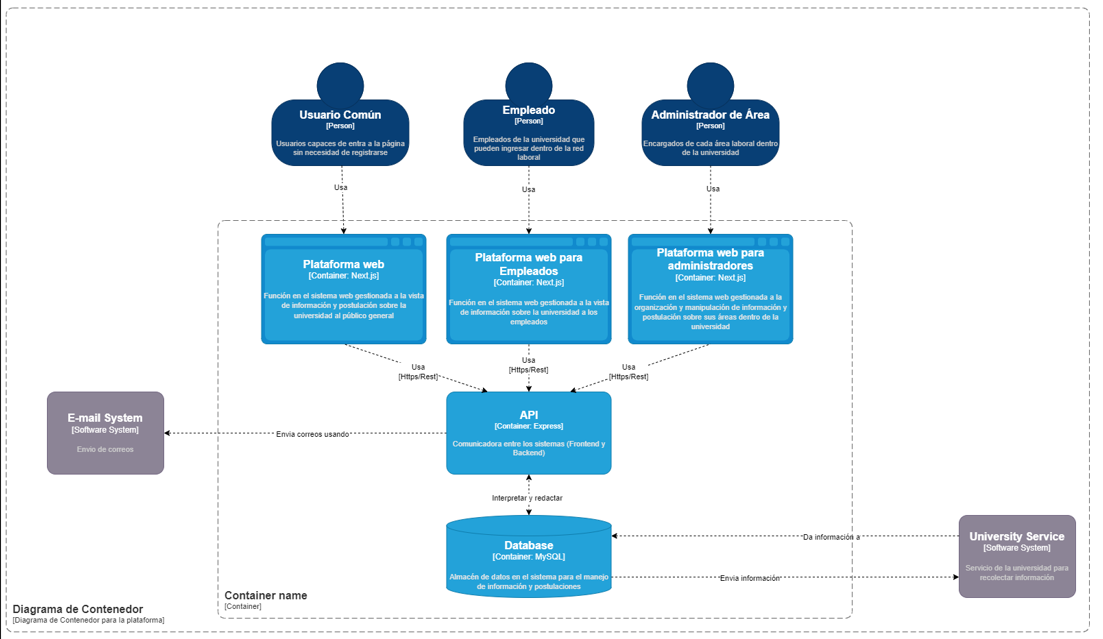 Usuario Común
[Person]
Usuarios capaces de entra a la página
sin necesidad de registrarse
Empleado
[Person]
Empleados de la universidad que
pueden ingresar dentro de la red
laboral
Administrador de Área
[Person]
Encargados de cada área laboral dentro
de la universidad
Usa
Usa
Usa
Plataforma web
[Container: Next.js]
Función en el sistema web gestionada a la vista
de información y postulación sobre la
universidad al público general
Plataforma web para
Empleados
[Container: Next.js]
Función en el sistema web gestionada a la vista
de información sobre la universidad a los
empleados
Plataforma web para
administradores
[Container: Next.js]
Función en el sistema web gestionada a la
organización y manipulación de información y
postulación sobre sus áreas dentro de la
universidad
Usa
[Https/Rest]
Usa
[Https/Rest]
Usa
[Https/Rest]
E-mail System
[Software System]
Envio de correos
Envia correos usando
API
[Container: Express]
Comunicadora entre los sistemas (Frontend y
Backend)
Interpretar y redactar
Database
[Container: MySQL]
Almacén de datos en el sistema para el manejo
de información y postulaciones
Da información a
Envia información
University Service
[Software System]
Servicio de la universidad para
recolectar información
Container name
[Container]
Diagrama de Contenedor
[Diagrama de Contenedor para la plataforma]